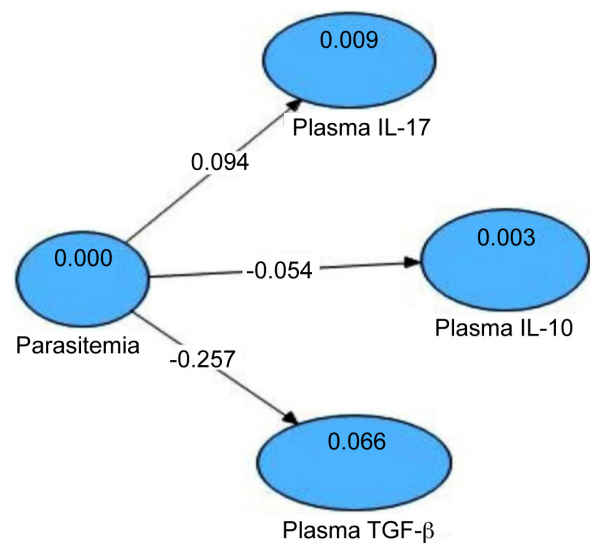 0.009
Plasma IL-17
0.094
0.000
Parasitemia
-0.054
0.003
Plasma IL-10
-0.257
0.066
Plasma TGF-β